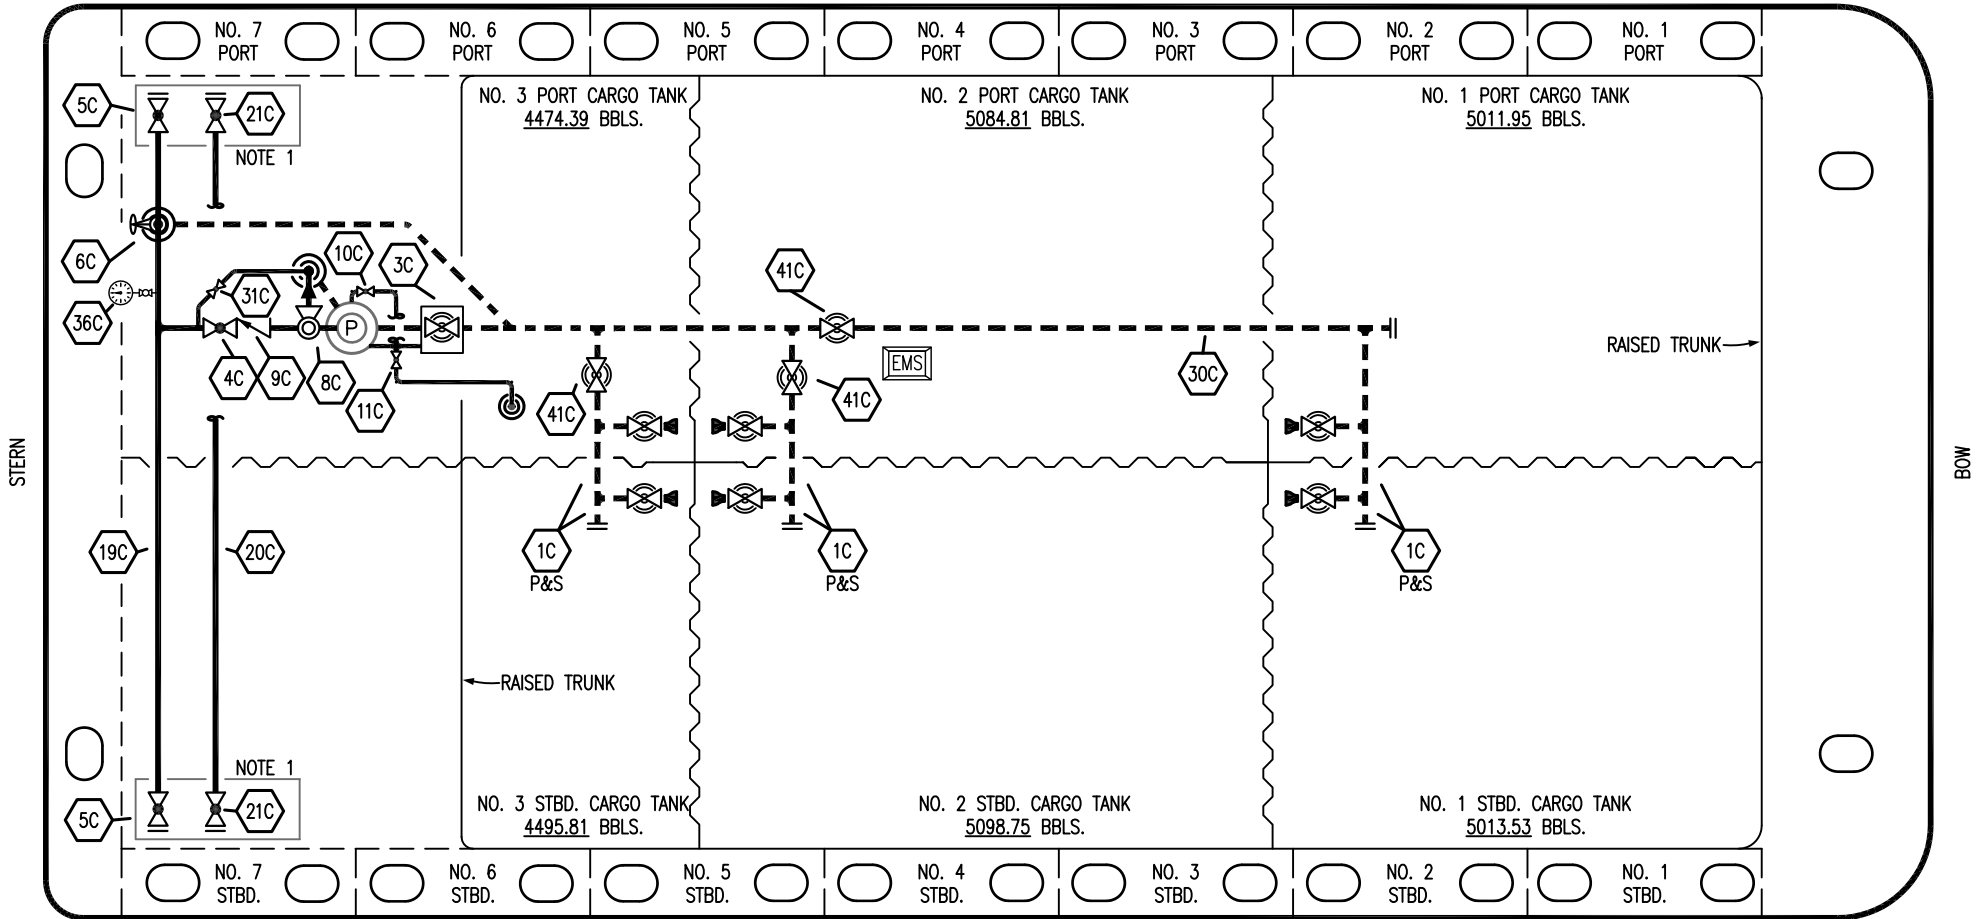 NO. 7
PORT
NO. 6
PORT
NO. 5
PORT
NO. 4
PORT
NO. 3
PORT
NO. 2
PORT
NO. 1
PORT
5C
21C
NOTE 1
NO. 3 PORT CARGO TANK
4474.39 BBLS.
NO. 2 PORT CARGO TANK
5084.81 BBLS.
NO. 1 PORT CARGO TANK
5011.95 BBLS.
6C
10C
3C
41C
31C
36C
P
RAISED TRUNK
EMS
4C
9C
8C
11C
41C
41C
30C
STERN
BOW
19C
20C
1C
P&S
1C
P&S
1C
P&S
RAISED TRUNK
NOTE 1
5C
21C
NO. 3 STBD. CARGO TANK
4495.81 BBLS.
NO. 2 STBD. CARGO TANK
5098.75 BBLS.
NO. 1 STBD. CARGO TANK
5013.53 BBLS.
NO. 7
STBD.
NO. 6
STBD.
NO. 5
STBD.
NO. 4
STBD.
NO. 3
STBD.
NO. 2
STBD.
NO. 1
STBD.